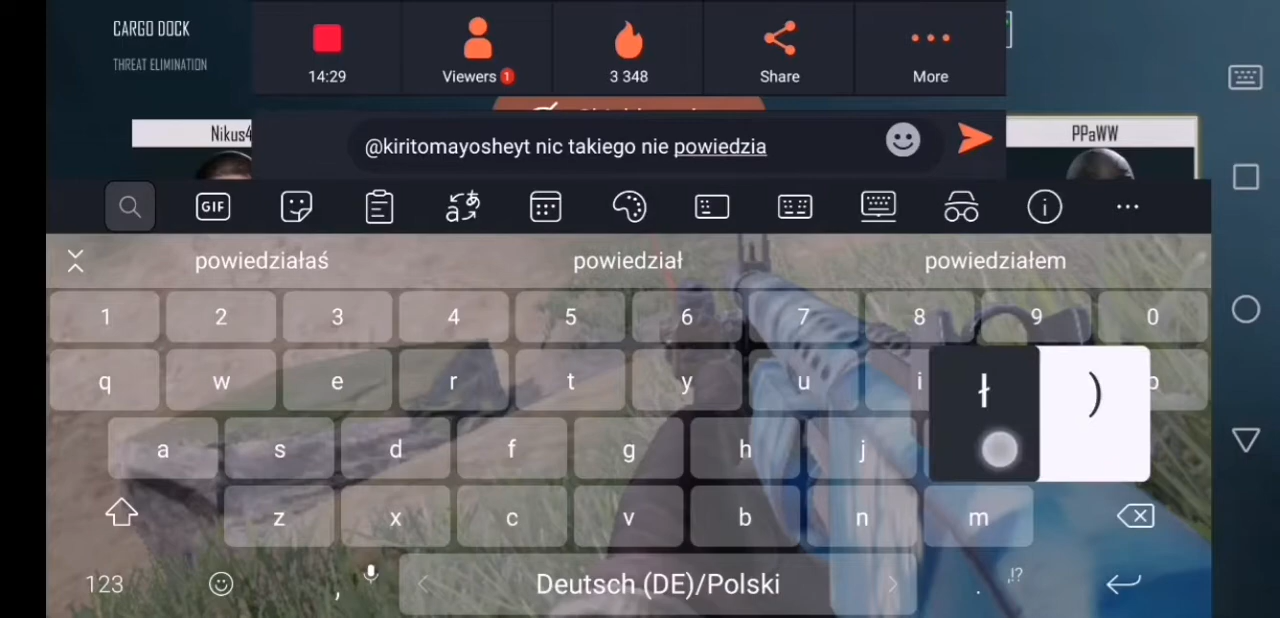 CARGO DOCK
THREAT ELIMINATION
14:29
Viewers 1
3 348
Share
More
Nikus4
PPaWW
@kiritomayosheyt nic takiego nie powiedzia
GIF
powiedziałaś powiedział powiedziałem
1 2 3 4 5 6 7 8 9 0
q w e r t y u i p
ł )
a s d f g h j
z x c v b n m
123 , Deutsch (DE)/Polski . ,!?